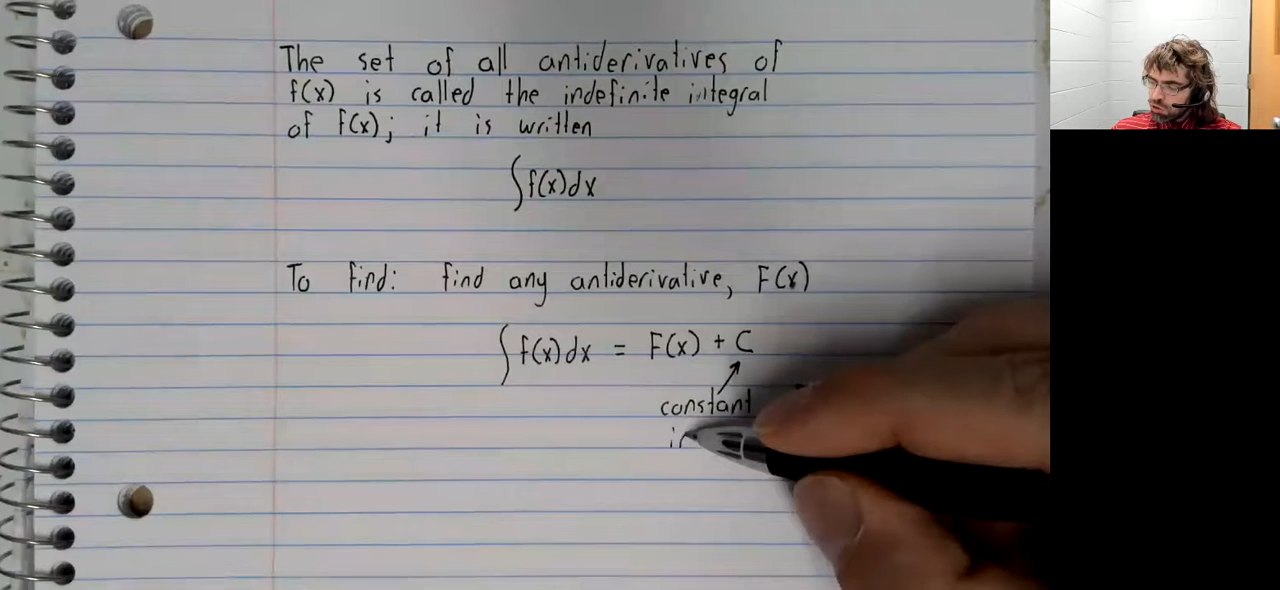 The set of all antiderivatives of
f(x) is called the indefinite integral
of f(x); it is written
∫f(x)dx
To find: find any antiderivative, F(x)
∫f(x)dx = F(x) + C
constant